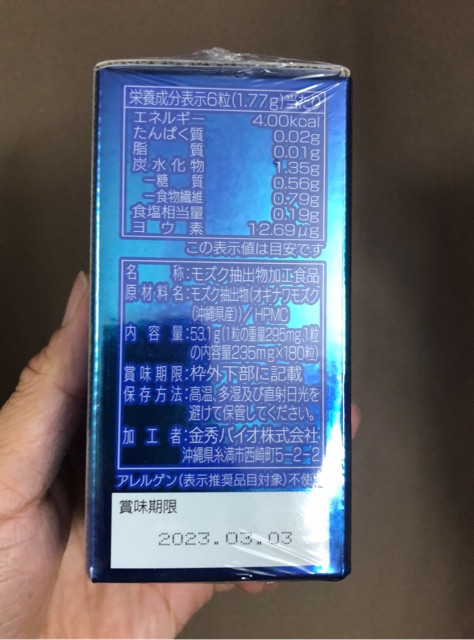 栄養成分表示6粒(1.77g)当たり
エネルギー 4.00kcal
たんぱく質 0.02g
脂質 0.01g
炭水化物 1.35g
－糖質 0.56g
－食物繊維 0.79g
食塩相当量 0.19g
ヨウ素 12.69μg
この表示値は目安です
名称:モズク抽出物加工食品
原材料名:モズク抽出物(オキナワモズク
(沖縄県産))/HPMC
内容量:53.1g(1粒の重量295mg:1粒
の内容量235mg×180粒)
賞味期限:枠外下部に記載
保存方法:高温、多湿及び直射日光を
避けて保管してください。
加工者:金秀バイオ株式会社
沖縄県糸満市西崎町5－2－2
アレルゲン(表示推奨品目対象)不使用
賞味期限
2023.03.03